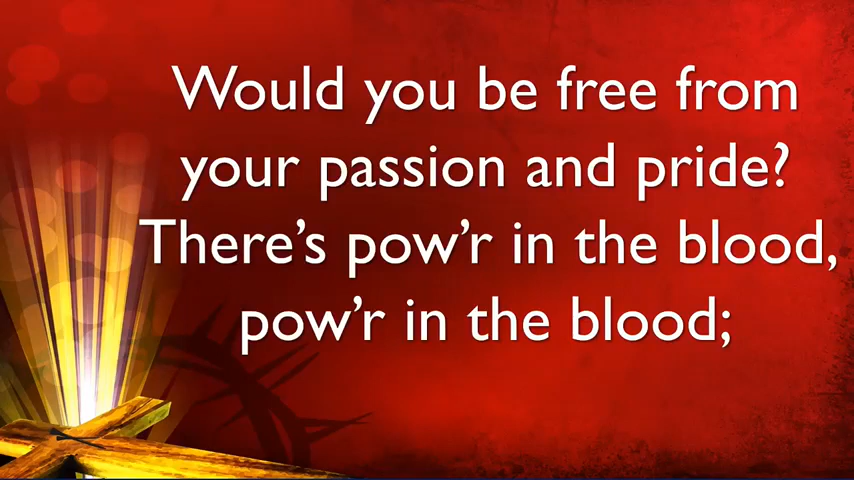 Would you be free from
your passion and pride?
There’s pow’r in the blood,
pow’r in the blood;